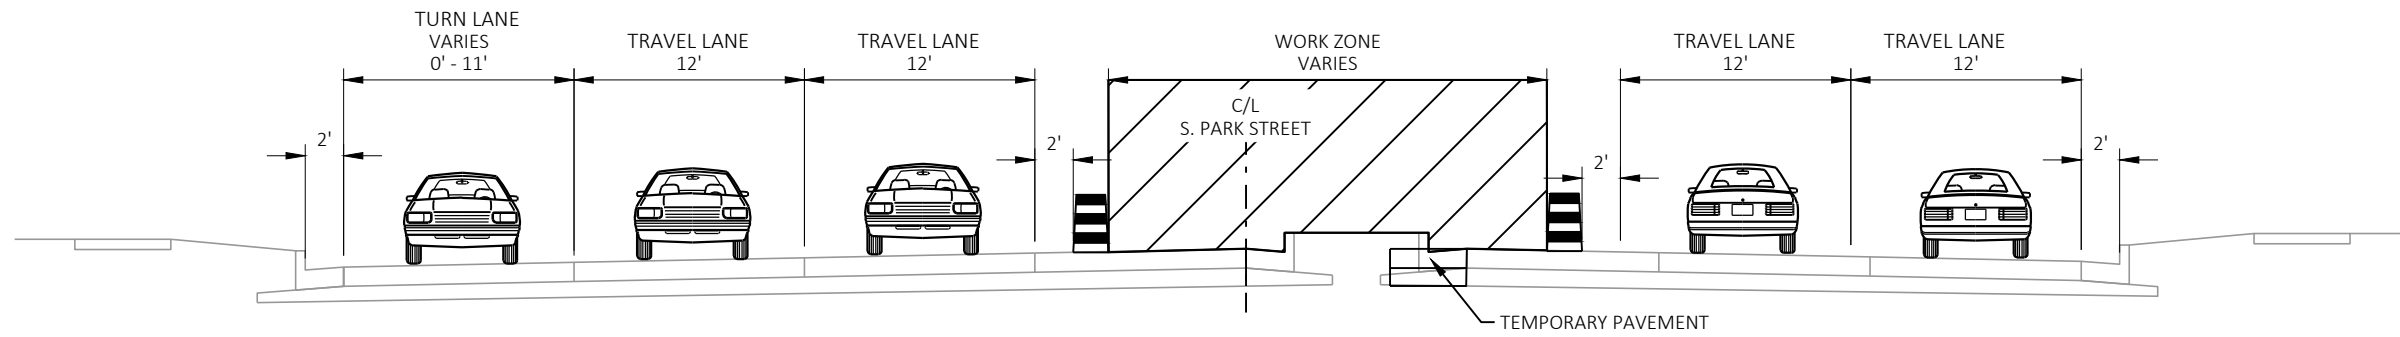 TURN LANE
VARIES
0' - 11'
TRAVEL LANE
12'
TRAVEL LANE
12'
WORK ZONE
VARIES
TRAVEL LANE
12'
TRAVEL LANE
12'
C/L
S. PARK STREET
2'
2'
2'
2'
TEMPORARY PAVEMENT